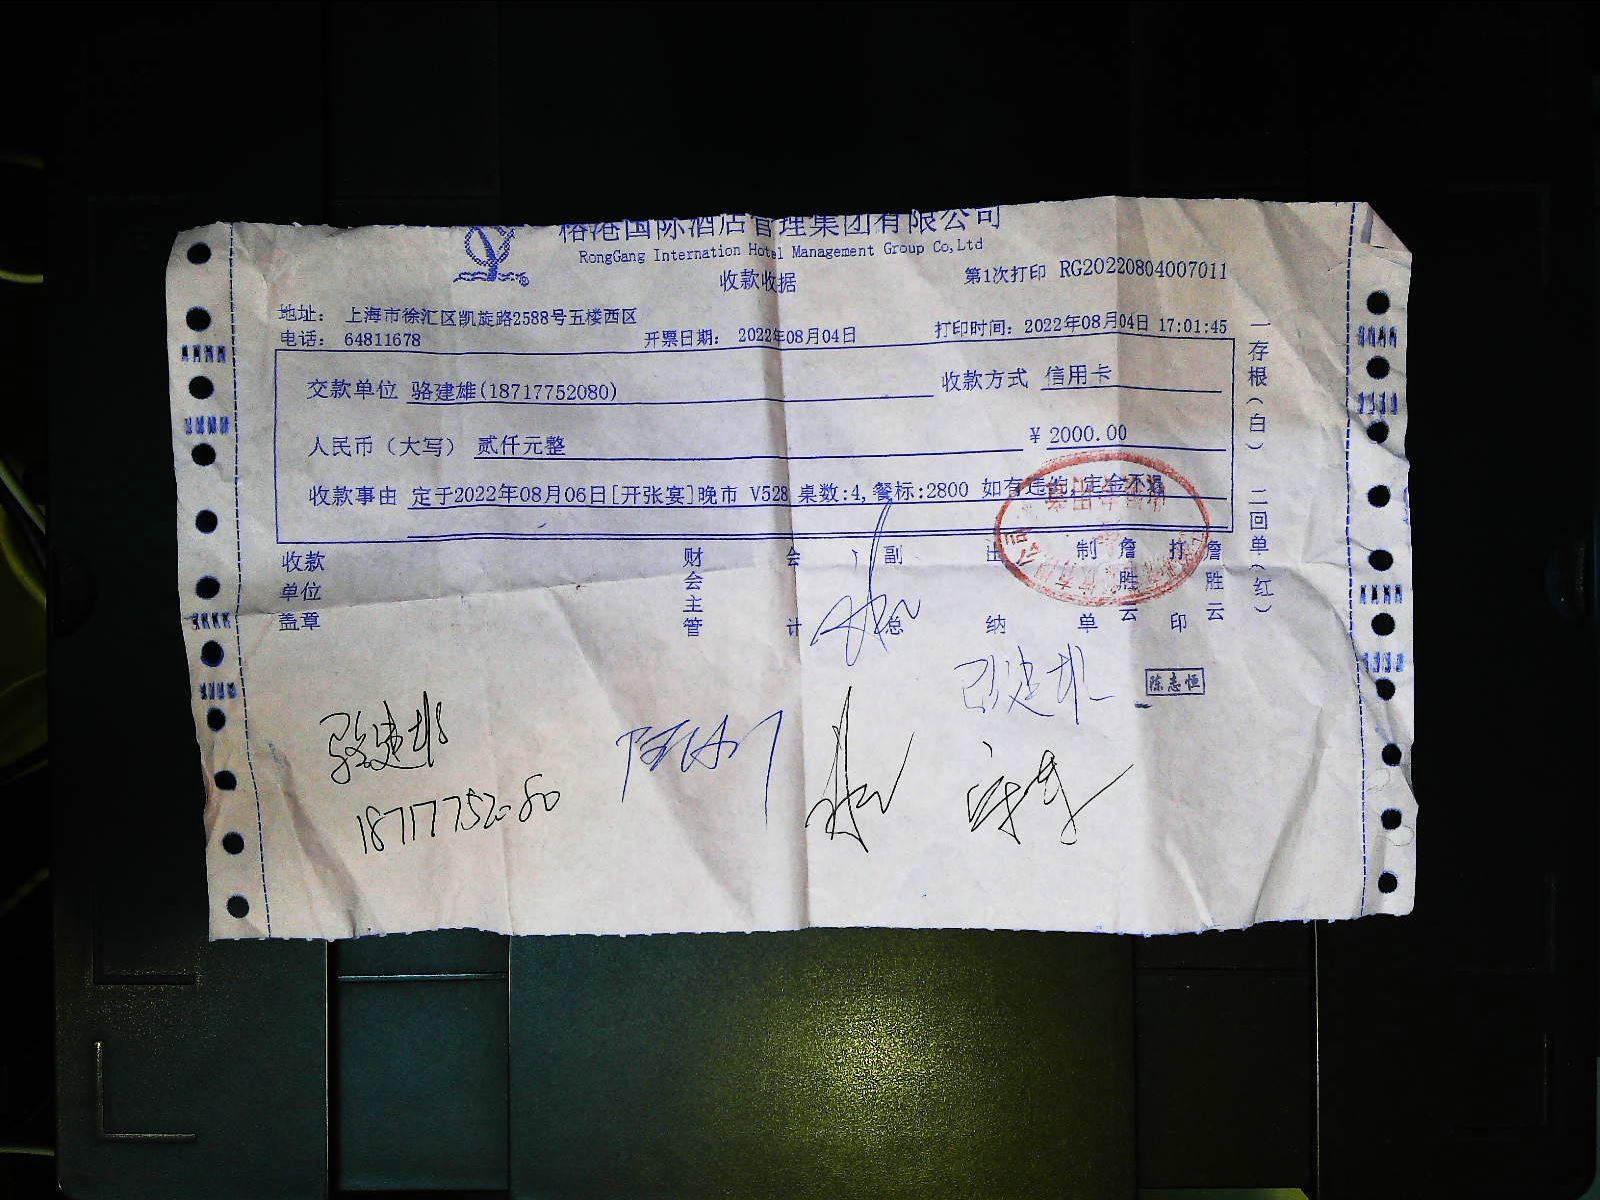 榕港国际酒店管理集团有限公司
RongGang Internation Hotel Management Group Co,Ltd
收款收据
第1次打印 RG20220804007011
地址： 上海市徐汇区凯旋路2588号五楼西区
电话： 64811678
开票日期： 2022年08月04日
打印时间：2022年08月04日 17:01:45
交款单位 骆建雄(18717752080)
收款方式 信用卡
人民币（大写） 贰仟元整
￥ 2000.00
收款事由 定于2022年08月06日[开张宴]晚市 V528 桌数:4,餐标:2800 如有违约,定金不退
收款单位盖章
财会主管
会计
副总
出纳
制单
詹胜云
打印
詹胜云
一存根（白） 二回单（红）
陈志恒
骆建雄
18717752080